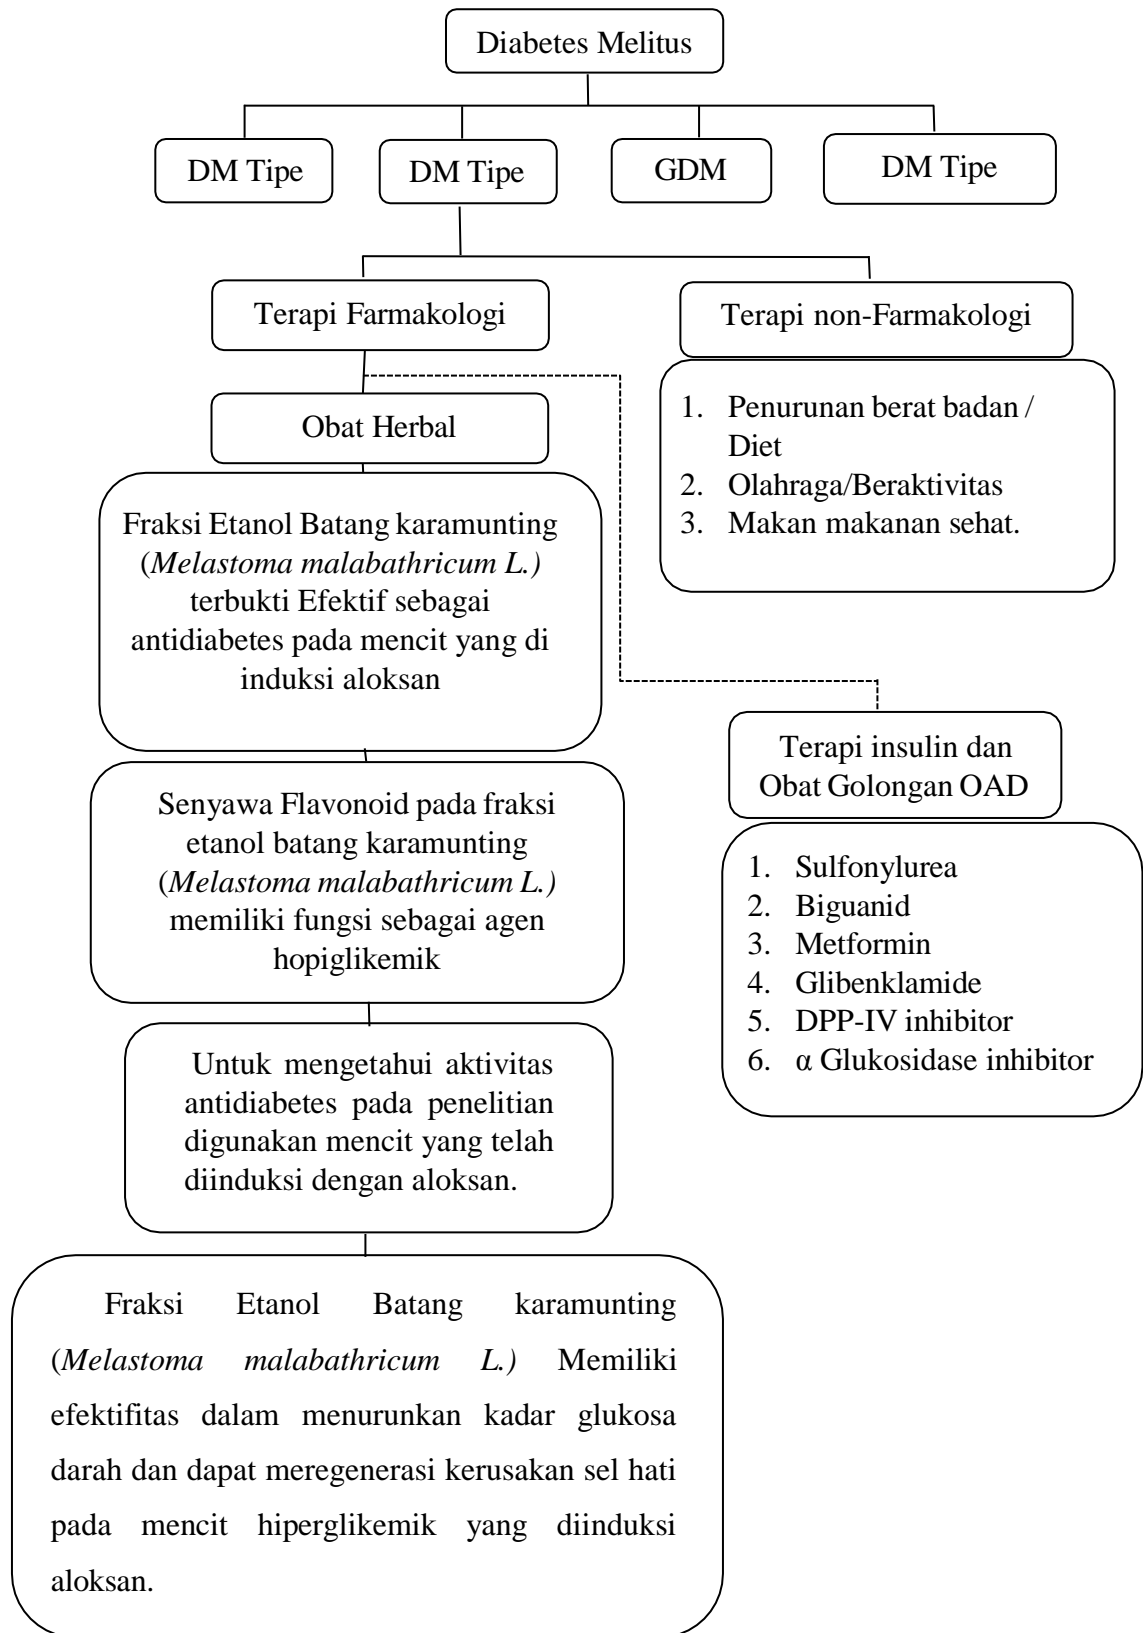 Diabetes Melitus
DM Tipe
DM Tipe
GDM
DM Tipe
Terapi Farmakologi
Terapi non-Farmakologi
1. Penurunan berat badan /
Diet
2. Olahraga/Beraktivitas
3. Makan makanan sehat.
Obat Herbal
Fraksi Etanol Batang karamunting
(Melastoma malabathricum L.)
terbukti Efektif sebagai
antidiabetes pada mencit yang di
induksi aloksan
Terapi insulin dan
Obat Golongan OAD
1. Sulfonylurea
2. Biguanid
3. Metformin
4. Glibenklamide
5. DPP-IV inhibitor
6. α Glukosidase inhibitor
Senyawa Flavonoid pada fraksi
etanol batang karamunting
(Melastoma malabathricum L.)
memiliki fungsi sebagai agen
hopiglikemik
Untuk mengetahui aktivitas
antidiabetes pada penelitian
digunakan mencit yang telah
diinduksi dengan aloksan.
Fraksi Etanol Batang karamunting
(Melastoma malabathricum L.) Memiliki
efektifitas dalam menurunkan kadar glukosa
darah dan dapat meregenerasi kerusakan sel hati
pada mencit hiperglikemik yang diinduksi
aloksan.